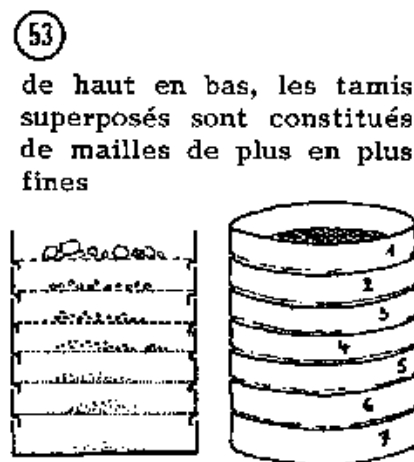 53
de haut en bas, les tamis
superposés sont constitués
de mailles de plus en plus
fines
1
2
3
4
5
6
7